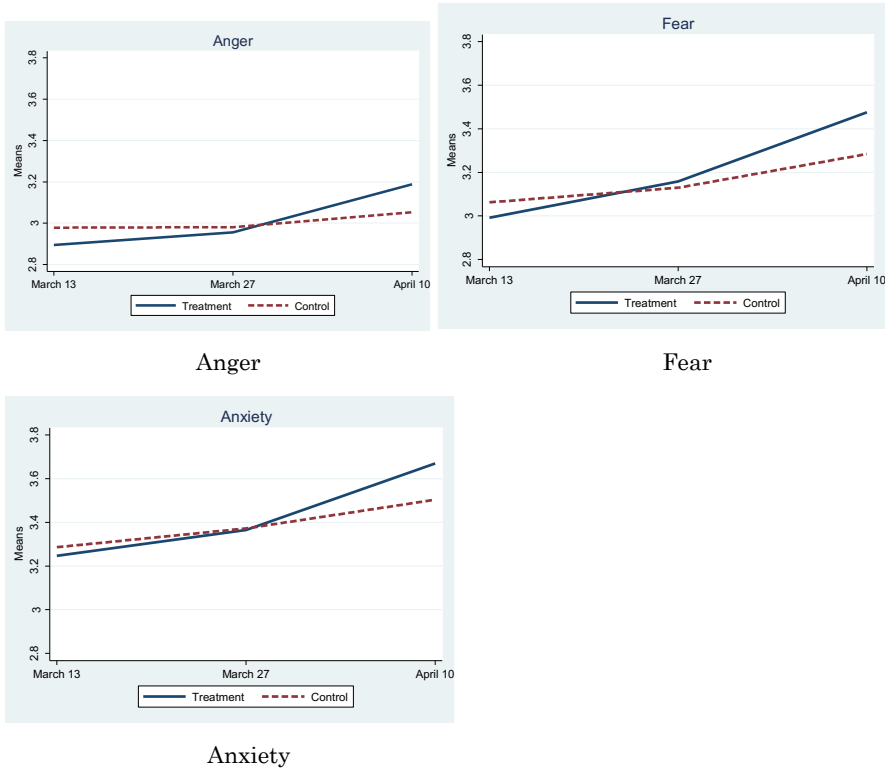 Anger
Means
3.8
3.6
3.4
3.2
3
2.8
March 13
March 27
April 10
Treatment
Control
Anger
Fear
Means
3.8
3.6
3.4
3.2
3
2.8
March 13
March 27
April 10
Treatment
Control
Fear
Anxiety
Means
3.8
3.6
3.4
3.2
3
2.8
March 13
March 27
April 10
Treatment
Control
Anxiety